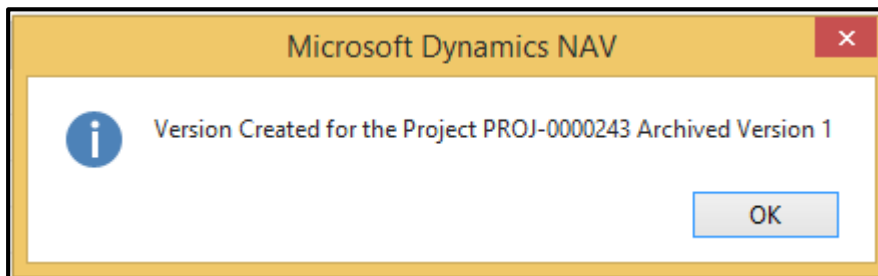 Microsoft Dynamics NAV
Version Created for the Project PROJ-0000243 Archived Version 1
OK